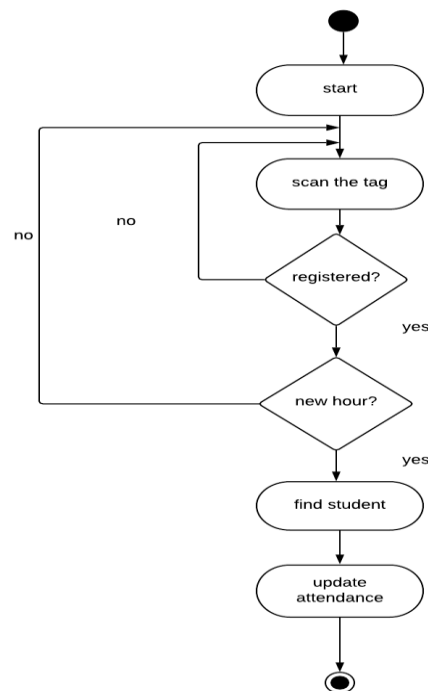 start
scan the tag
no
no
registered?
yes
new hour?
yes
find student
update
attendance